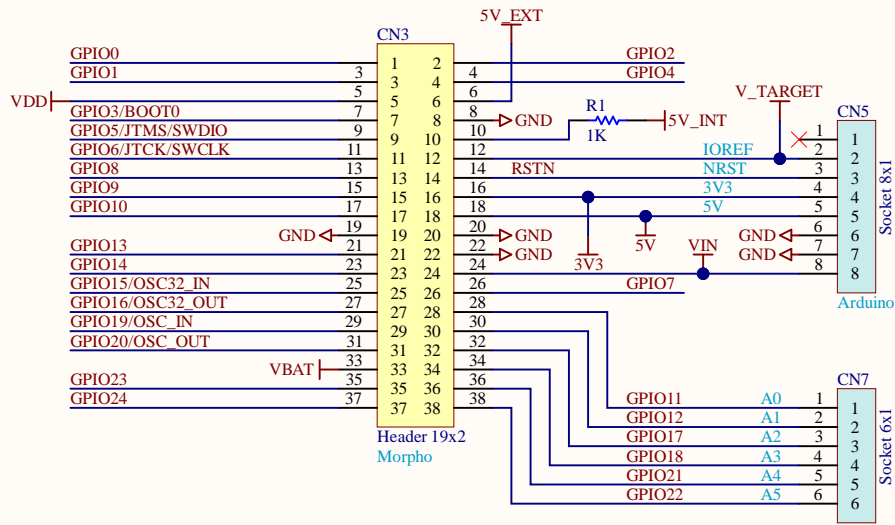 5V_EXT
CN3
GPIO0 1 2 GPIO2
GPIO1 3 3 4 4 GPIO4
VDD 5 5 6 6
GPIO3/BOOT0 7 7 8 8 GND
R1
1K
5V_INT
GPIO5/JTMS/SWDIO 9 9 10 10
GPIO6/JTCK/SWCLK 11 11 12 12 IOREF
GPIO8 13 13 14 14 RSTN NRST
GPIO9 15 15 16 16 3V3
GPIO10 17 17 18 18 5V
GND 19 19 20 20 GND
GPIO13 21 21 22 22 GND
GPIO14 23 23 24 24
GPIO15/OSC32_IN 25 25 26 26 GPIO7
GPIO16/OSC32_OUT 27 27 28 28
GPIO19/OSC_IN 29 29 30 30
GPIO20/OSC_OUT 31 31 32 32
VBAT 33 33 34 34
GPIO23 35 35 36 36
GPIO24 37 37 38 38
Header 19x2
Morpho
3V3
5V
VIN
V_TARGET
CN5
1 1
2 2
3 3
4 4
5 5
GND 6 6
GND 7 7
8 8
Socket 8x1
Arduino
CN7
GPIO11 A0 1 1
GPIO12 A1 2 2
GPIO17 A2 3 3
GPIO18 A3 4 4
GPIO21 A4 5 5
GPIO22 A5 6 6
Socket 6x1